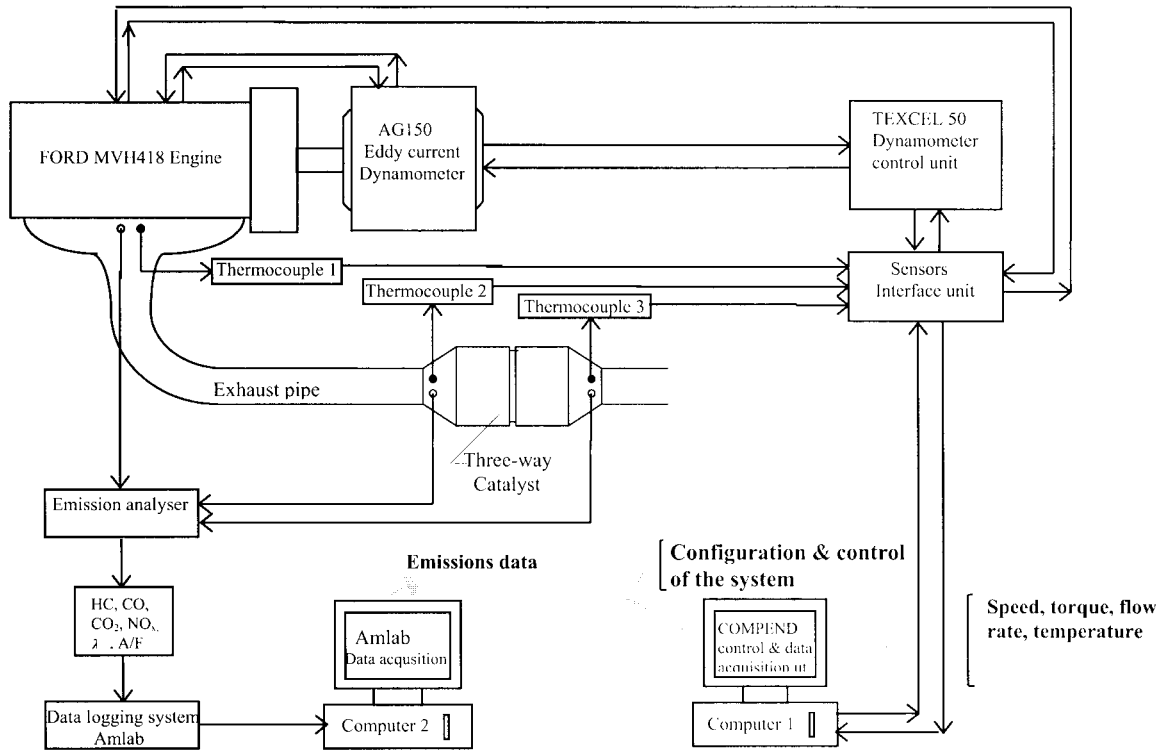 FORD MVH418 Engine
AG150
Eddy current
Dynamometer
TEXCEL 50
Dynamometer
control unit
Thermocouple 1
Thermocouple 2
Thermocouple 3
Sensors
Interface unit
Exhaust pipe
Three-way
Catalyst
Emission analyser
HC, CO,
CO₂, NOₓ,
λ , A/F
Data logging system
Amlab
Emissions data
Amlab
Data acqusition
Computer 2
Configuration & control
of the system
COMPEND
control & data
acquisition ut
Computer 1
Speed, torque, flow
rate, temperature